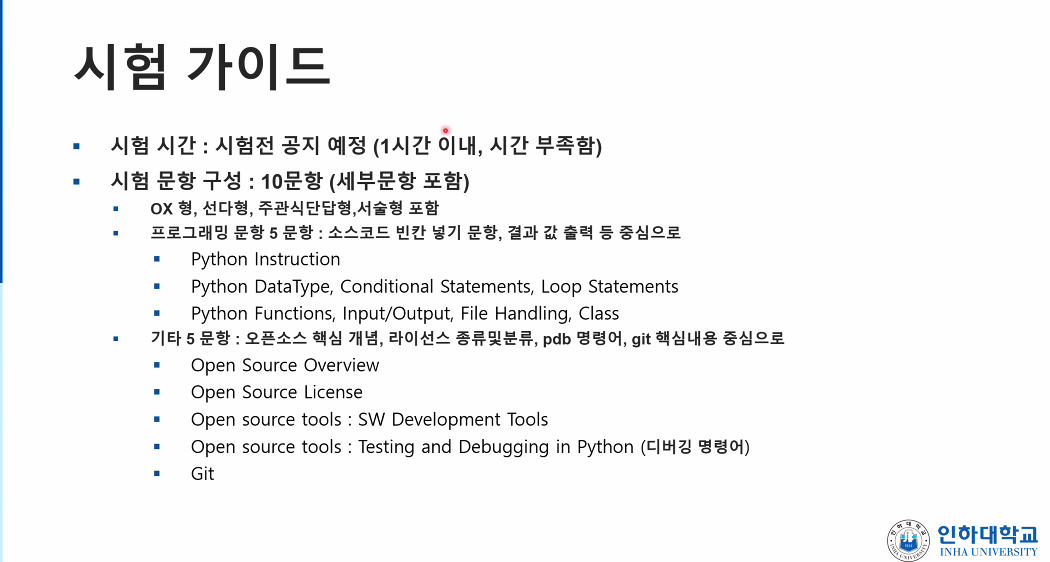 시험 가이드
▪ 시험 시간 : 시험전 공지 예정 (1시간 이내, 시간 부족함)
▪ 시험 문항 구성 : 10문항 (세부문항 포함)
▪ OX 형, 선다형, 주관식단답형,서술형 포함
▪ 프로그래밍 문항 5 문항 : 소스코드 빈칸 넣기 문항, 결과 값 출력 등 중심으로
▪ Python Instruction
▪ Python DataType, Conditional Statements, Loop Statements
▪ Python Functions, Input/Output, File Handling, Class
▪ 기타 5 문항 : 오픈소스 핵심 개념, 라이선스 종류및분류, pdb 명령어, git 핵심내용 중심으로
▪ Open Source Overview
▪ Open Source License
▪ Open source tools : SW Development Tools
▪ Open source tools : Testing and Debugging in Python (디버깅 명령어)
▪ Git
인하대학교
INHA UNIVERSITY